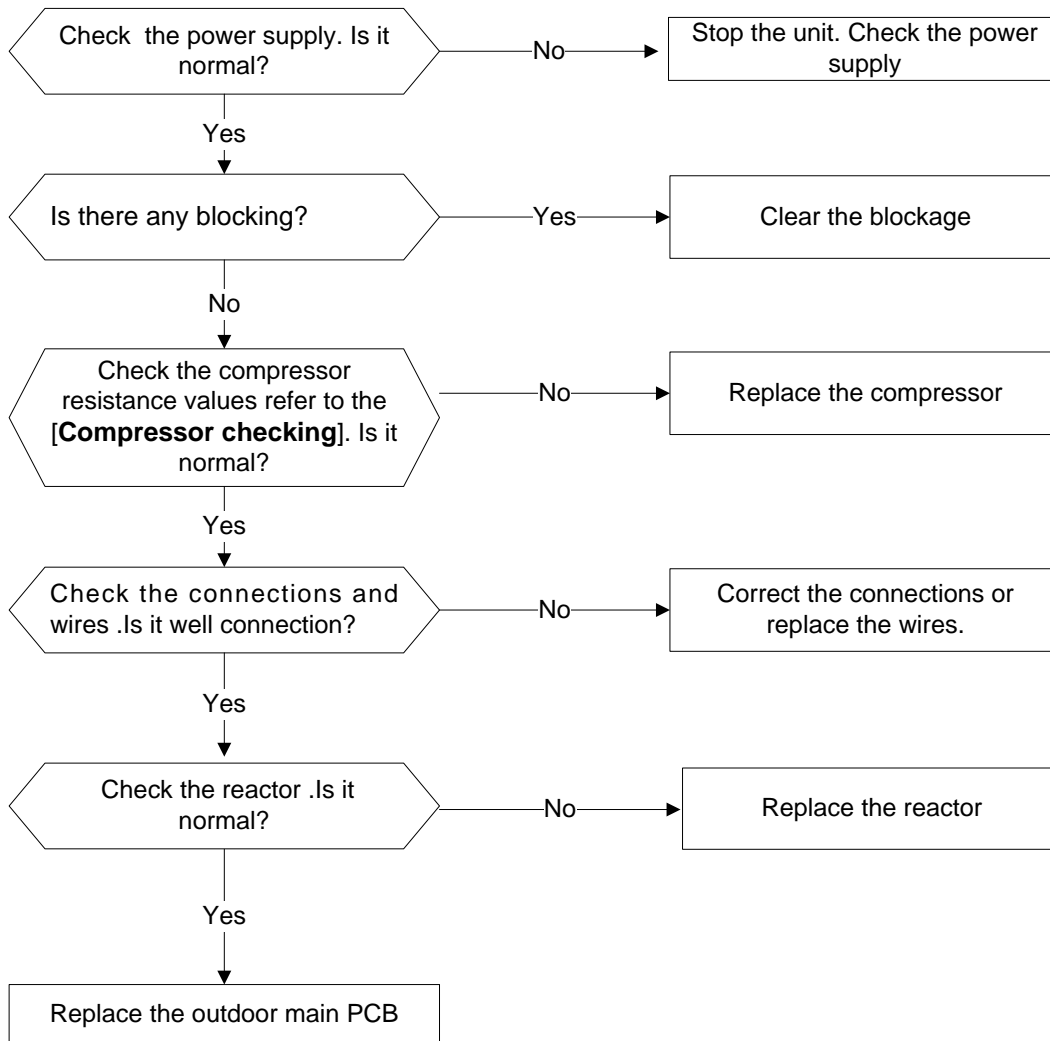 Check the power supply. Is it
normal?
No
Stop the unit. Check the power
supply
Yes
Is there any blocking?
Yes
Clear the blockage
No
Check the compressor
resistance values refer to the
[Compressor checking]. Is it
normal?
No
Replace the compressor
Yes
Check the connections and
wires .Is it well connection?
No
Correct the connections or
replace the wires.
Yes
Check the reactor .Is it
normal?
No
Replace the reactor
Yes
Replace the outdoor main PCB